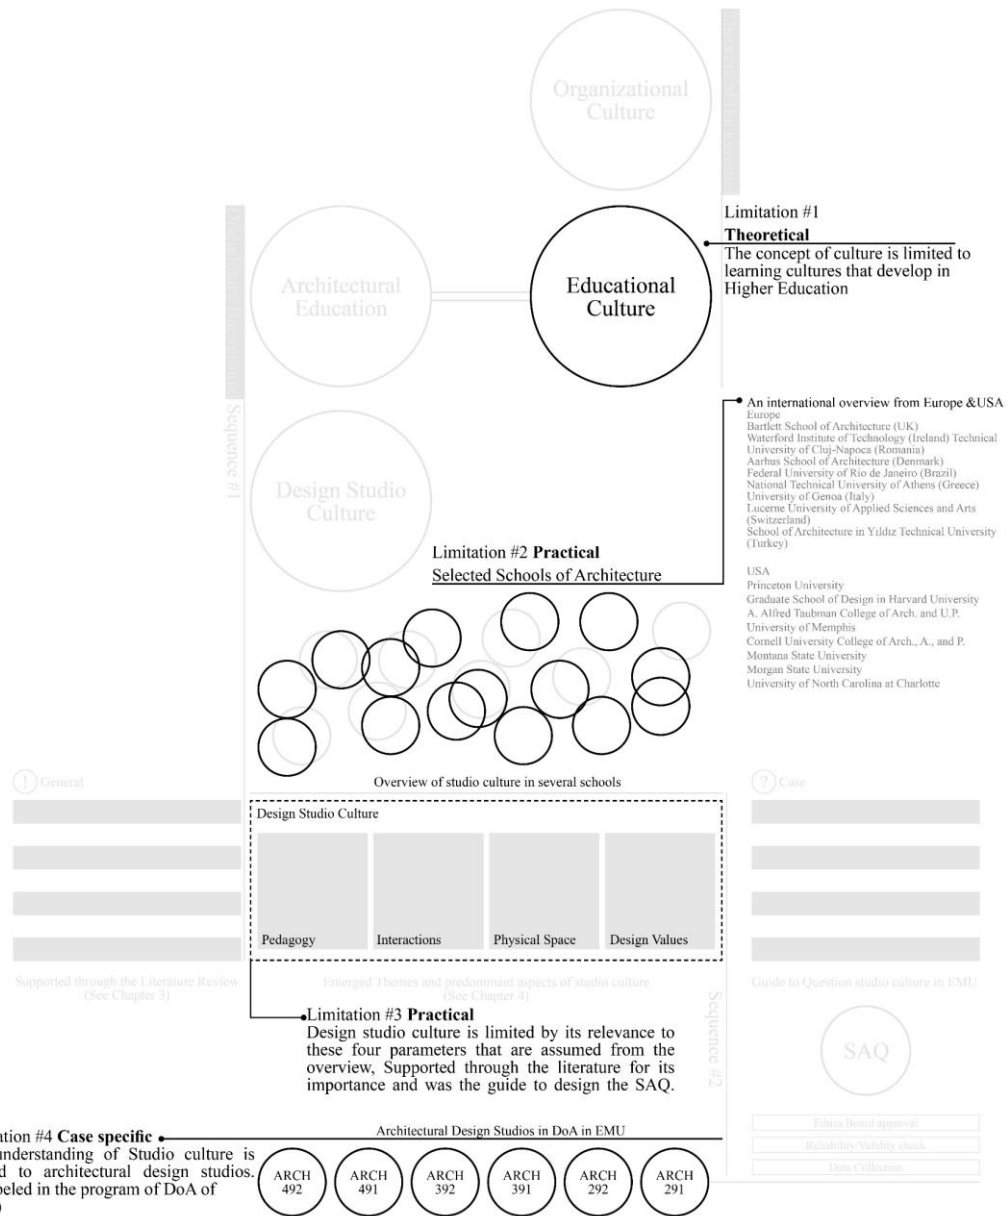 Organizational
Culture
Limitation #1
Theoretical
The concept of culture is limited to
learning cultures that develop in
Higher Education
Architectural
Education
Educational
Culture
Sequence #1
An international overview from Europe &USA
Europe
Bartlett School of Architecture (UK)
Waterford Institute of Technology (Ireland) Technical
University of Cluj-Napoca (Romania)
Aarhus School of Architecture (Denmark)
Federal University of Rio de Janeiro (Brazil)
National Technical University of Athens (Greece)
University of Genoa (Italy)
Lucerne University of Applied Sciences and Arts
(Switzerland)
School of Architecture in Yıldız Technical University
(Turkey)
USA
Princeton University
Graduate School of Design in Harvard University
A. Alfred Taubman College of Arch. and U.P.
University of Memphis
Cornell University College of Arch., A., and P.
Montana State University
Morgan State University
University of North Carolina at Charlotte
Design Studio
Culture
Limitation #2 Practical
Selected Schools of Architecture
! General
Overview of studio culture in several schools
? Case
Design Studio Culture
Pedagogy
Interactions
Physical Space
Design Values
Supported through the Literature Review
(See Chapter 3)
Emerged Themes and predominant aspects of studio culture
(See Chapter 4)
Guide to Question studio culture in EMU
Sequence #2
Limitation #3 Practical
Design studio culture is limited by its relevance to
these four parameters that are assumed from the
overview, Supported through the literature for its
importance and was the guide to design the SAQ.
SAQ
Ethics Board approval
Reliability/Validity check
Data Collection
ation #4 Case specific
understanding of Studio culture is
d to architectural design studios.
beled in the program of DoA of
)
Architectural Design Studios in DoA in EMU
ARCH
492
ARCH
491
ARCH
392
ARCH
391
ARCH
292
ARCH
291